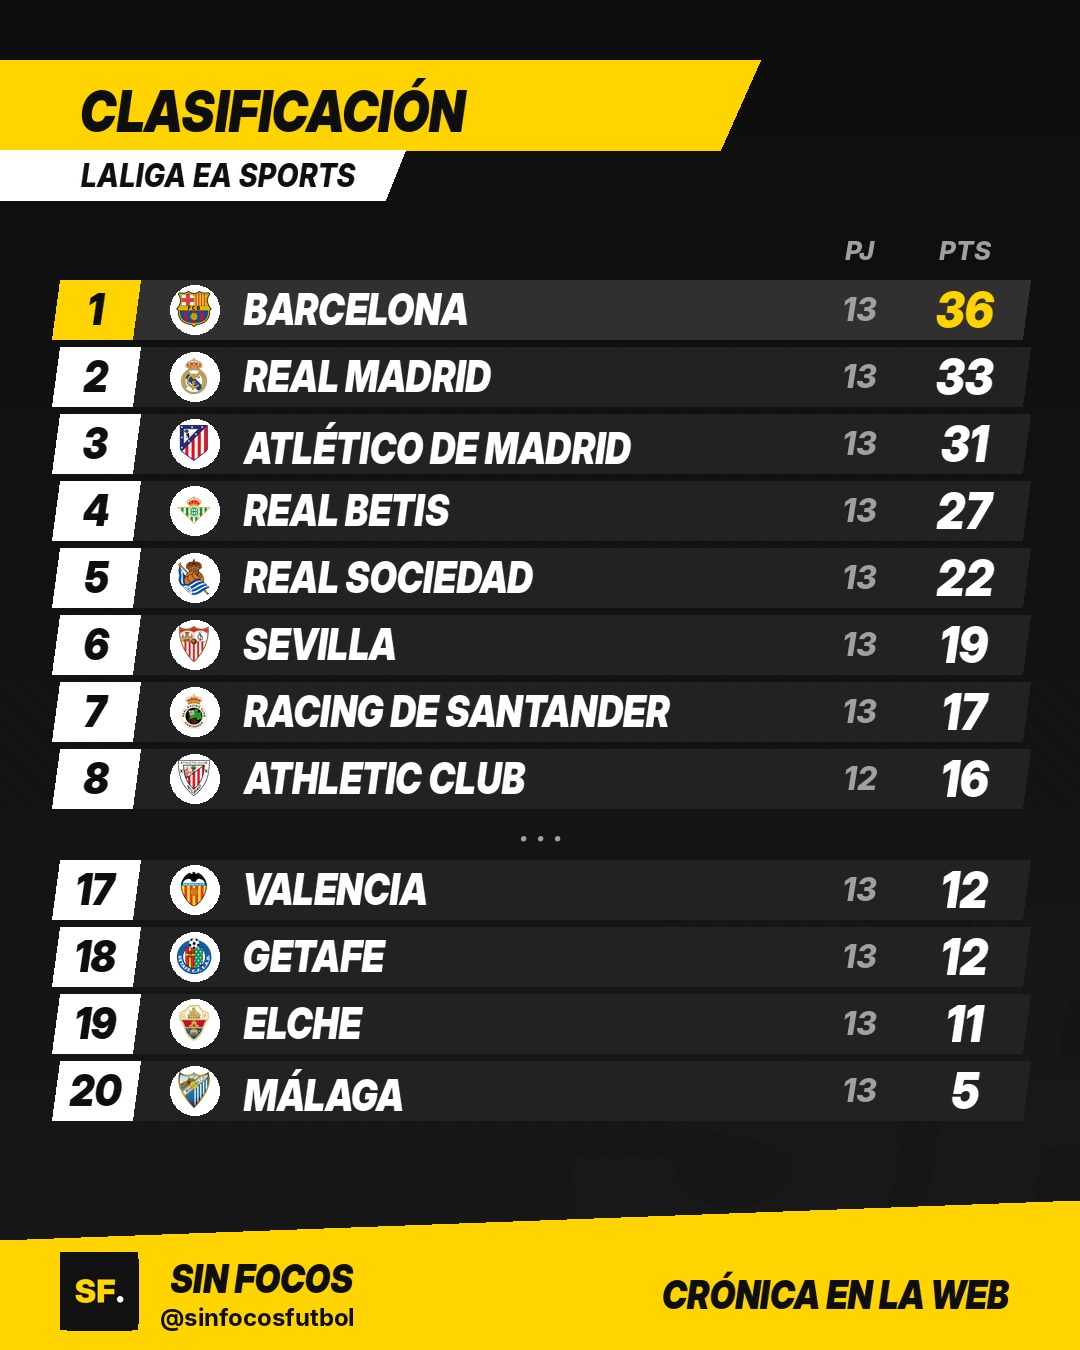 CLASIFICACIÓN
LALIGA EA SPORTS
PJ PTS
1 BARCELONA 13 36
2 REAL MADRID 13 33
3 ATLÉTICO DE MADRID 13 31
4 REAL BETIS 13 27
5 REAL SOCIEDAD 13 22
6 SEVILLA 13 19
7 RACING DE SANTANDER 13 17
8 ATHLETIC CLUB 12 16
...
17 VALENCIA 13 12
18 GETAFE 13 12
19 ELCHE 13 11
20 MÁLAGA 13 5
SF. SIN FOCOS
@sinfocosfutbol
CRÓNICA EN LA WEB